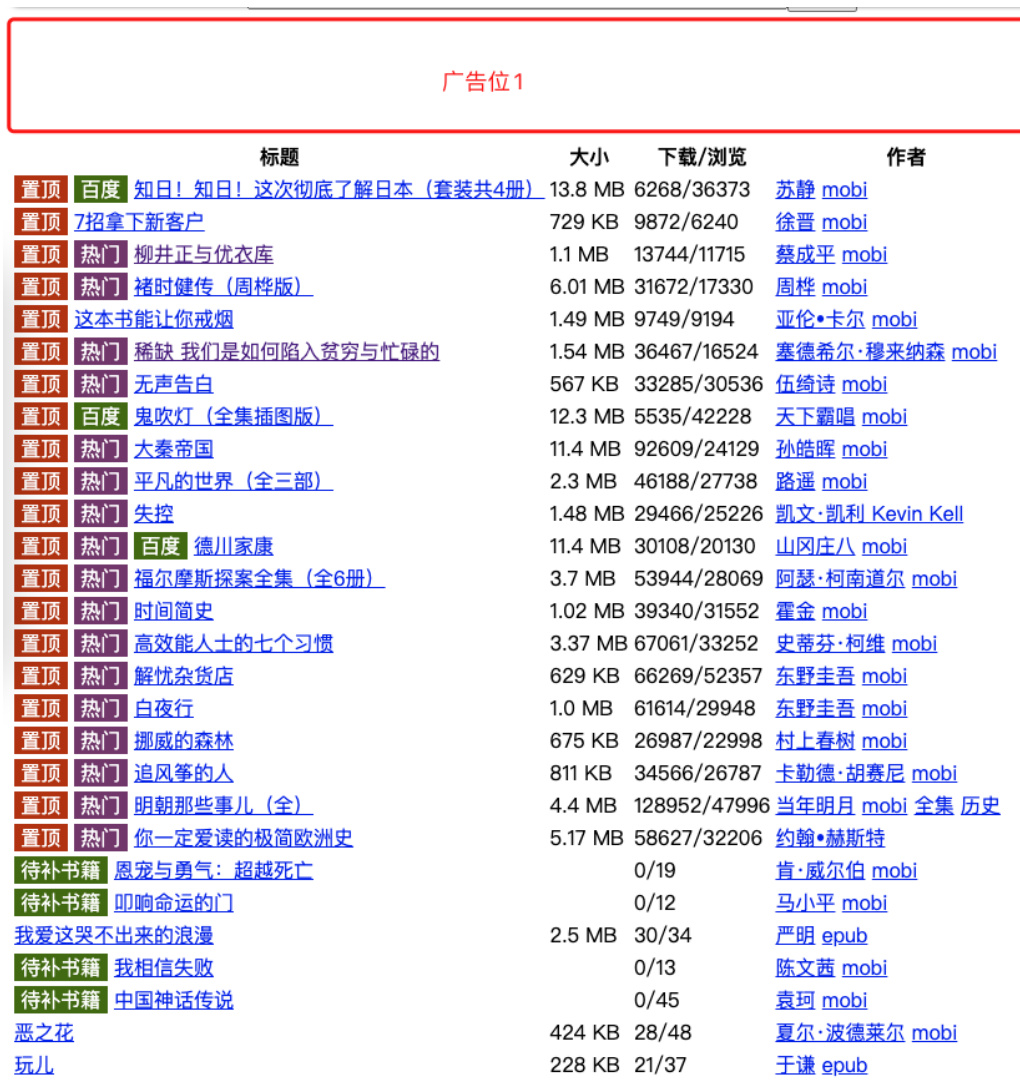 广告位1
标题 大小 下载/浏览 作者
置顶 百度 知日！知日！这次彻底了解日本（套装共4册） 13.8 MB 6268/36373 苏静 mobi
置顶 7招拿下新客户 729 KB 9872/6240 徐晋 mobi
置顶 热门 柳井正与优衣库 1.1 MB 13744/11715 蔡成平 mobi
置顶 热门 褚时健传（周桦版） 6.01 MB 31672/17330 周桦 mobi
置顶 这本书能让你戒烟 1.49 MB 9749/9194 亚伦•卡尔 mobi
置顶 热门 稀缺 我们是如何陷入贫穷与忙碌的 1.54 MB 36467/16524 塞德希尔·穆来纳森 mobi
置顶 热门 无声告白 567 KB 33285/30536 伍绮诗 mobi
置顶 百度 鬼吹灯（全集插图版） 12.3 MB 5535/42228 天下霸唱 mobi
置顶 热门 大秦帝国 11.4 MB 92609/24129 孙皓晖 mobi
置顶 热门 平凡的世界（全三部） 2.3 MB 46188/27738 路遥 mobi
置顶 热门 失控 1.48 MB 29466/25226 凯文·凯利 Kevin Kell
置顶 热门 百度 德川家康 11.4 MB 30108/20130 山冈庄八 mobi
置顶 热门 福尔摩斯探案全集（全6册） 3.7 MB 53944/28069 阿瑟·柯南道尔 mobi
置顶 热门 时间简史 1.02 MB 39340/31552 霍金 mobi
置顶 热门 高效能人士的七个习惯 3.37 MB 67061/33252 史蒂芬·柯维 mobi
置顶 热门 解忧杂货店 629 KB 66269/52357 东野圭吾 mobi
置顶 热门 白夜行 1.0 MB 61614/29948 东野圭吾 mobi
置顶 热门 挪威的森林 675 KB 26987/22998 村上春树 mobi
置顶 热门 追风筝的人 811 KB 34566/26787 卡勒德·胡赛尼 mobi
置顶 热门 明朝那些事儿（全） 4.4 MB 128952/47996 当年明月 mobi 全集 历史
置顶 热门 你一定爱读的极简欧洲史 5.17 MB 58627/32206 约翰•赫斯特
待补书籍 恩宠与勇气：超越死亡 0/19 肯·威尔伯 mobi
待补书籍 叩响命运的门 0/12 马小平 mobi
我爱这哭不出来的浪漫 2.5 MB 30/34 严明 epub
待补书籍 我相信失败 0/13 陈文茜 mobi
待补书籍 中国神话传说 0/45 袁珂 mobi
恶之花 424 KB 28/48 夏尔·波德莱尔 mobi
玩儿 228 KB 21/37 于谦 epub